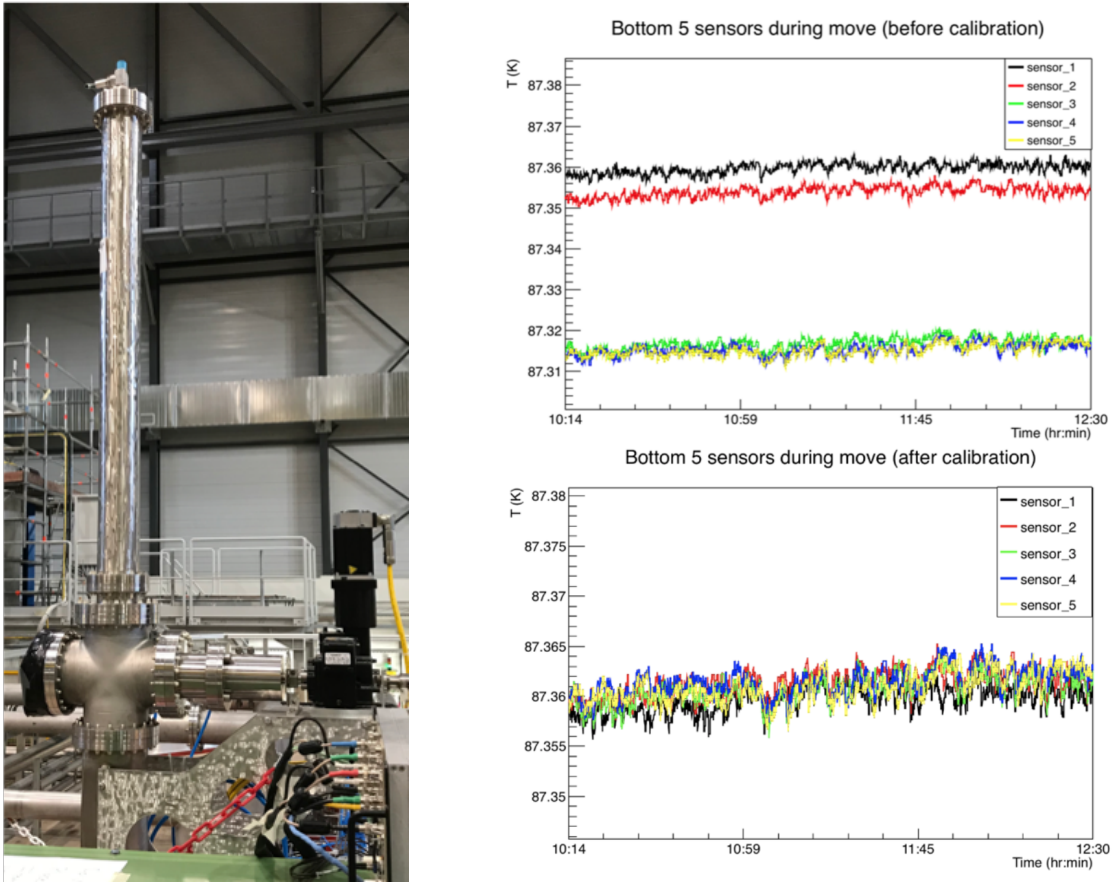 Bottom 5 sensors during move (before calibration)
T (K)
sensor_1
sensor_2
sensor_3
sensor_4
sensor_5
87.38
87.37
87.36
87.35
87.34
87.33
87.32
87.31
10:14
10:59
11:45
12:30
Time (hr:min)
Bottom 5 sensors during move (after calibration)
T (K)
sensor_1
sensor_2
sensor_3
sensor_4
sensor_5
87.38
87.375
87.37
87.365
87.36
87.355
87.35
10:14
10:59
11:45
12:30
Time (hr:min)